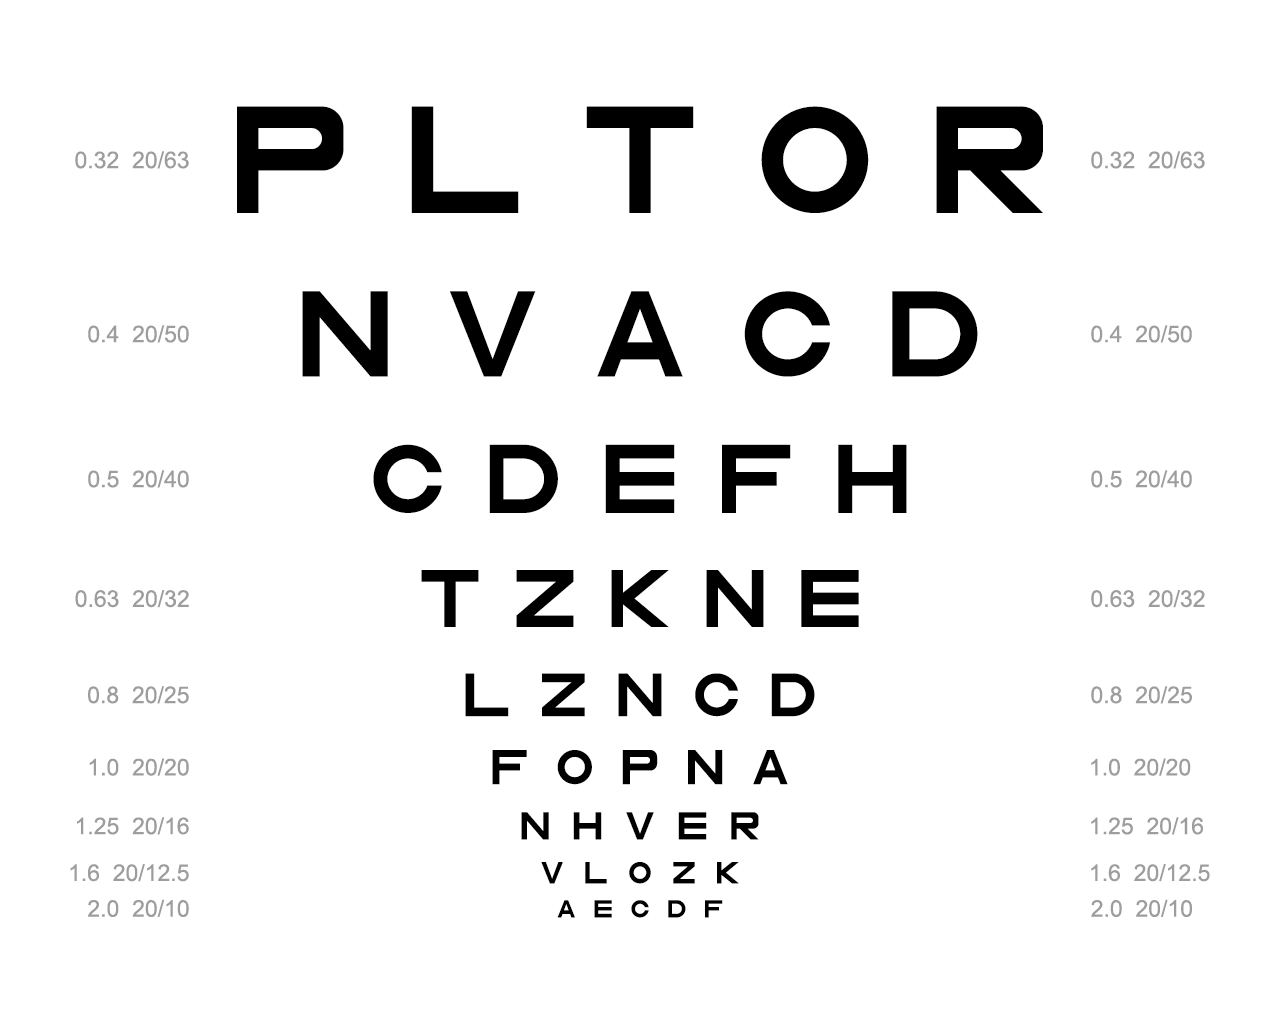 0.32 20/63 P L T O R 0.32 20/63
0.4 20/50 N V A C D 0.4 20/50
0.5 20/40 C D E F H 0.5 20/40
0.63 20/32 T Z K N E 0.63 20/32
0.8 20/25 L Z N C D 0.8 20/25
1.0 20/20 F O P N A 1.0 20/20
1.25 20/16 N H V E R 1.25 20/16
1.6 20/12.5 V L O Z K 1.6 20/12.5
2.0 20/10 A E C D F 2.0 20/10